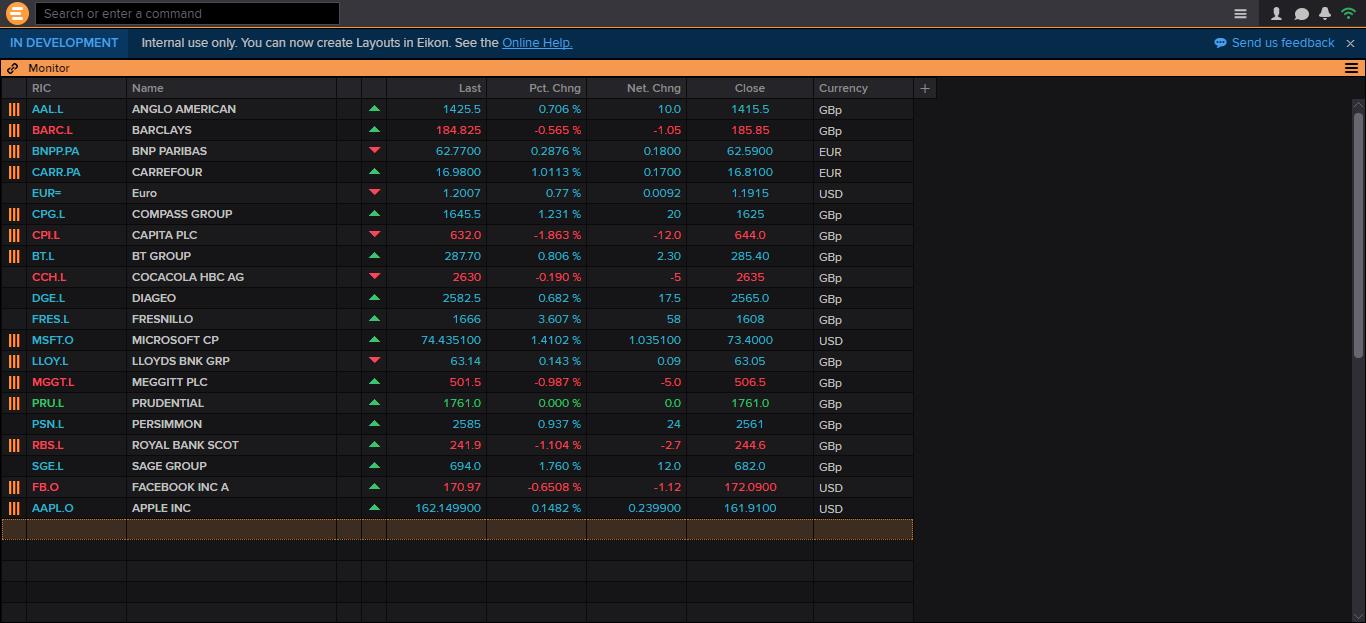 Search or enter a command
IN DEVELOPMENT Internal use only. You can now create Layouts in Eikon. See the Online Help. Send us feedback
Monitor
RIC Name Last Pct. Chng Net. Chng Close Currency +
AAL.L ANGLO AMERICAN 1425.5 0.706 % 10.0 1415.5 GBp
BARC.L BARCLAYS 184.825 -0.565 % -1.05 185.85 GBp
BNPP.PA BNP PARIBAS 62.7700 0.2876 % 0.1800 62.5900 EUR
CARR.PA CARREFOUR 16.9800 1.0113 % 0.1700 16.8100 EUR
EUR= Euro 1.2007 0.77 % 0.0092 1.1915 USD
CPG.L COMPASS GROUP 1645.5 1.231 % 20 1625 GBp
CPI.L CAPITA PLC 632.0 -1.863 % -12.0 644.0 GBp
BT.L BT GROUP 287.70 0.806 % 2.30 285.40 GBp
CCH.L COCACOLA HBC AG 2630 -0.190 % -5 2635 GBp
DGE.L DIAGEO 2582.5 0.682 % 17.5 2565.0 GBp
FRES.L FRESNILLO 1666 3.607 % 58 1608 GBp
MSFT.O MICROSOFT CP 74.435100 1.4102 % 1.035100 73.4000 USD
LLOY.L LLOYDS BNK GRP 63.14 0.143 % 0.09 63.05 GBp
MGGT.L MEGGITT PLC 501.5 -0.987 % -5.0 506.5 GBp
PRU.L PRUDENTIAL 1761.0 0.000 % 0.0 1761.0 GBp
PSN.L PERSIMMON 2585 0.937 % 24 2561 GBp
RBS.L ROYAL BANK SCOT 241.9 -1.104 % -2.7 244.6 GBp
SGE.L SAGE GROUP 694.0 1.760 % 12.0 682.0 GBp
FB.O FACEBOOK INC A 170.97 -0.6508 % -1.12 172.0900 USD
AAPL.O APPLE INC 162.149900 0.1482 % 0.239900 161.9100 USD